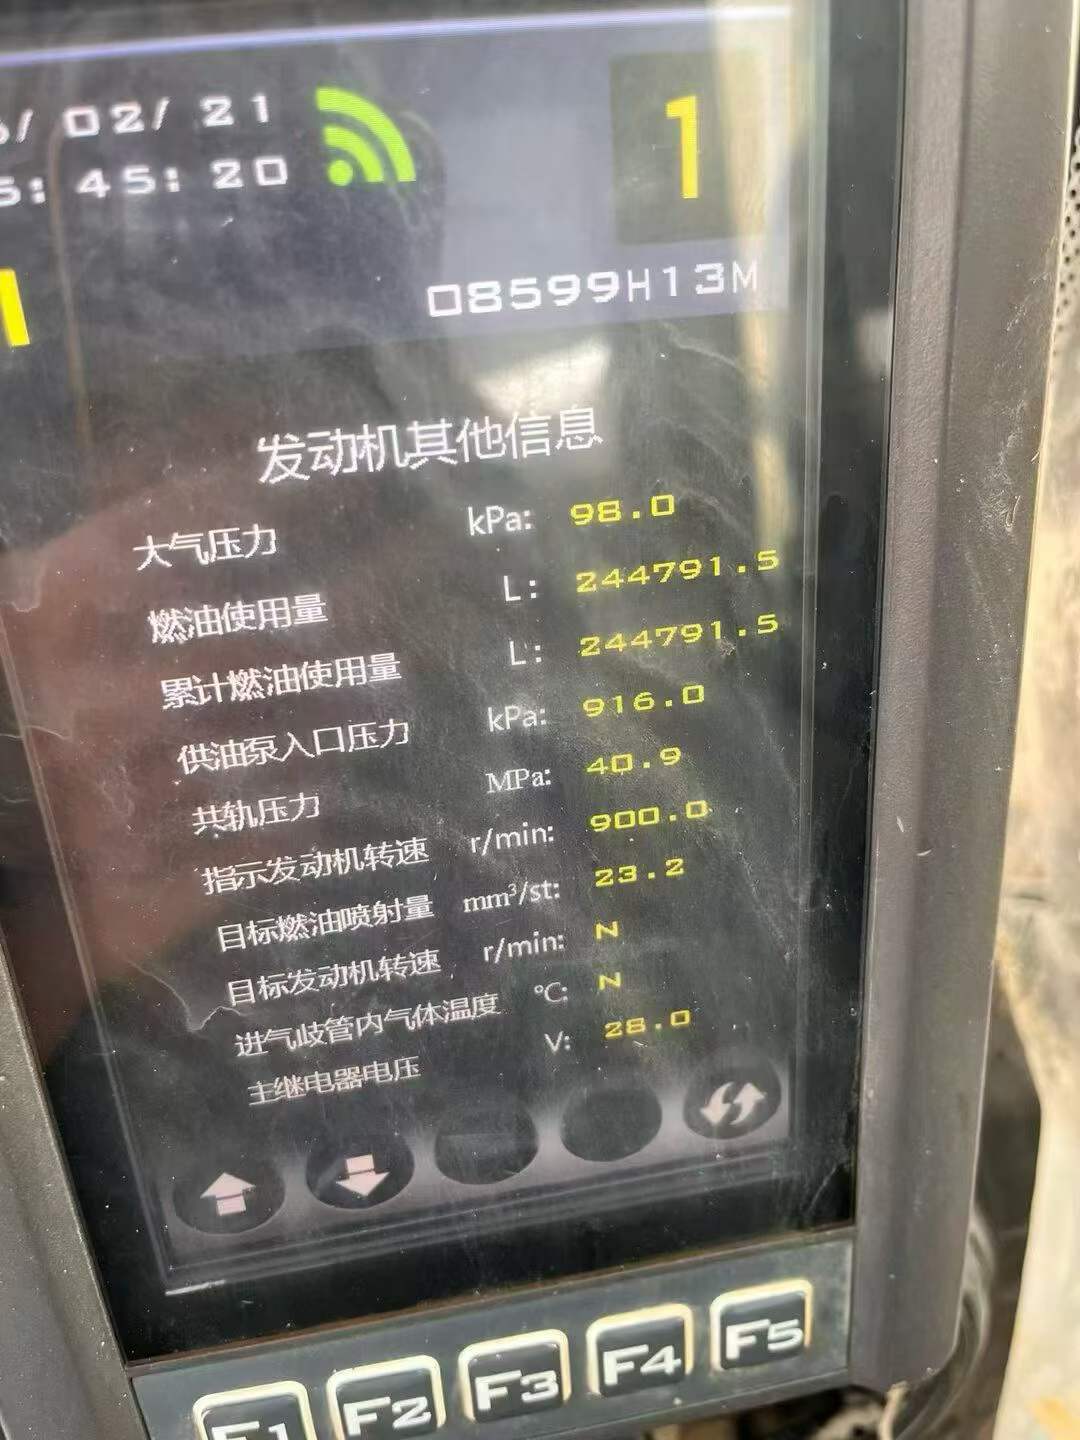 / 02/ 21
: 45: 20
1
08599H13M
发动机其他信息
大气压力 kPa: 98.0
燃油使用量 L: 244791.5
累计燃油使用量 L: 244791.5
供油泵入口压力 kPa: 916.0
共轨压力 MPa: 40.9
指示发动机转速 r/min: 900.0
目标燃油喷射量 mm³/st: 23.2
目标发动机转速 r/min: N
进气歧管内气体温度 ℃: N
主继电器电压 V: 28.0
F1 F2 F3 F4 F5